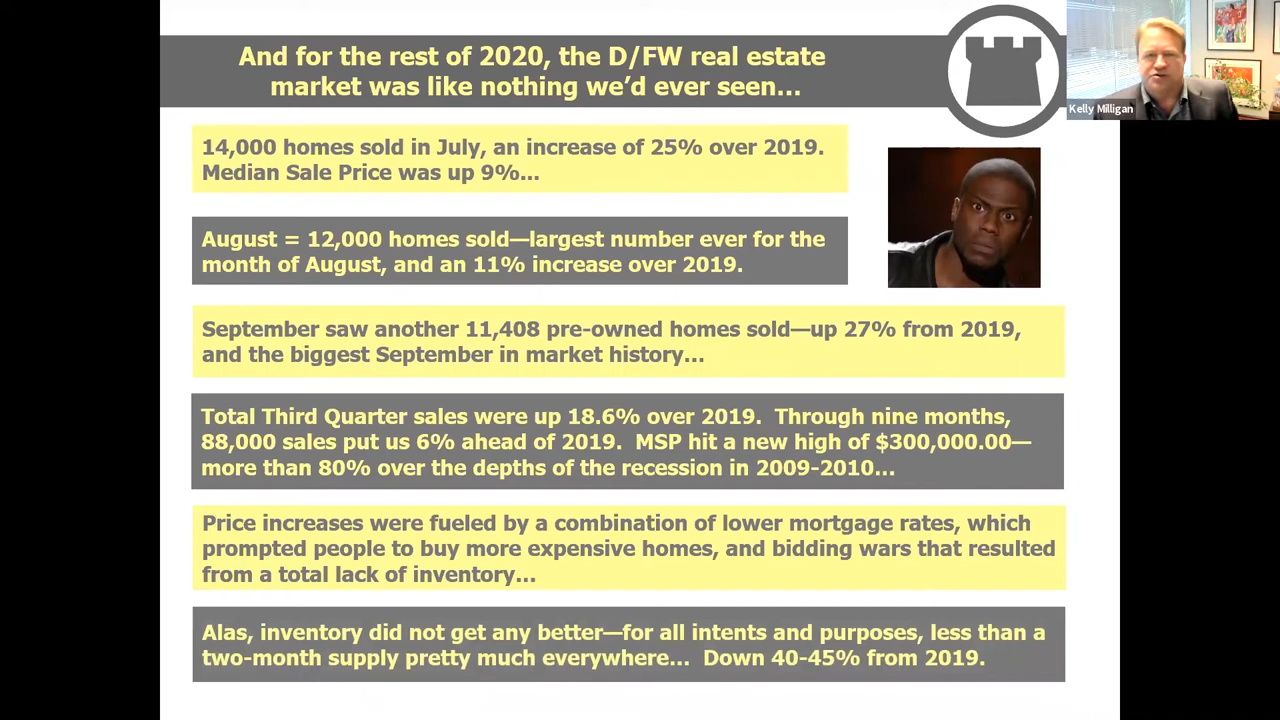 And for the rest of 2020, the D/FW real estate
market was like nothing we'd ever seen...
Kelly Milligan
14,000 homes sold in July, an increase of 25% over 2019.
Median Sale Price was up 9%...
August = 12,000 homes sold—largest number ever for the
month of August, and an 11% increase over 2019.
September saw another 11,408 pre-owned homes sold—up 27% from 2019,
and the biggest September in market history...
Total Third Quarter sales were up 18.6% over 2019.  Through nine months,
88,000 sales put us 6% ahead of 2019.  MSP hit a new high of $300,000.00—
more than 80% over the depths of the recession in 2009-2010...
Price increases were fueled by a combination of lower mortgage rates, which
prompted people to buy more expensive homes, and bidding wars that resulted
from a total lack of inventory...
Alas, inventory did not get any better—for all intents and purposes, less than a
two-month supply pretty much everywhere...  Down 40-45% from 2019.